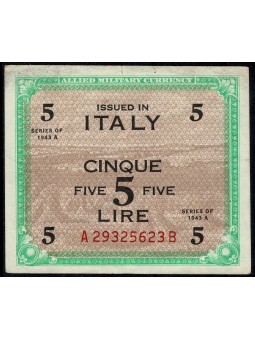 ALLIED MILITARY CURRENCY
5 ISSUED IN 5
ITALY
SERIES OF
1943 A
CINQUE
FIVE 5 FIVE
LIRE
SERIES OF
1943 A
5 5
A 29325623 B